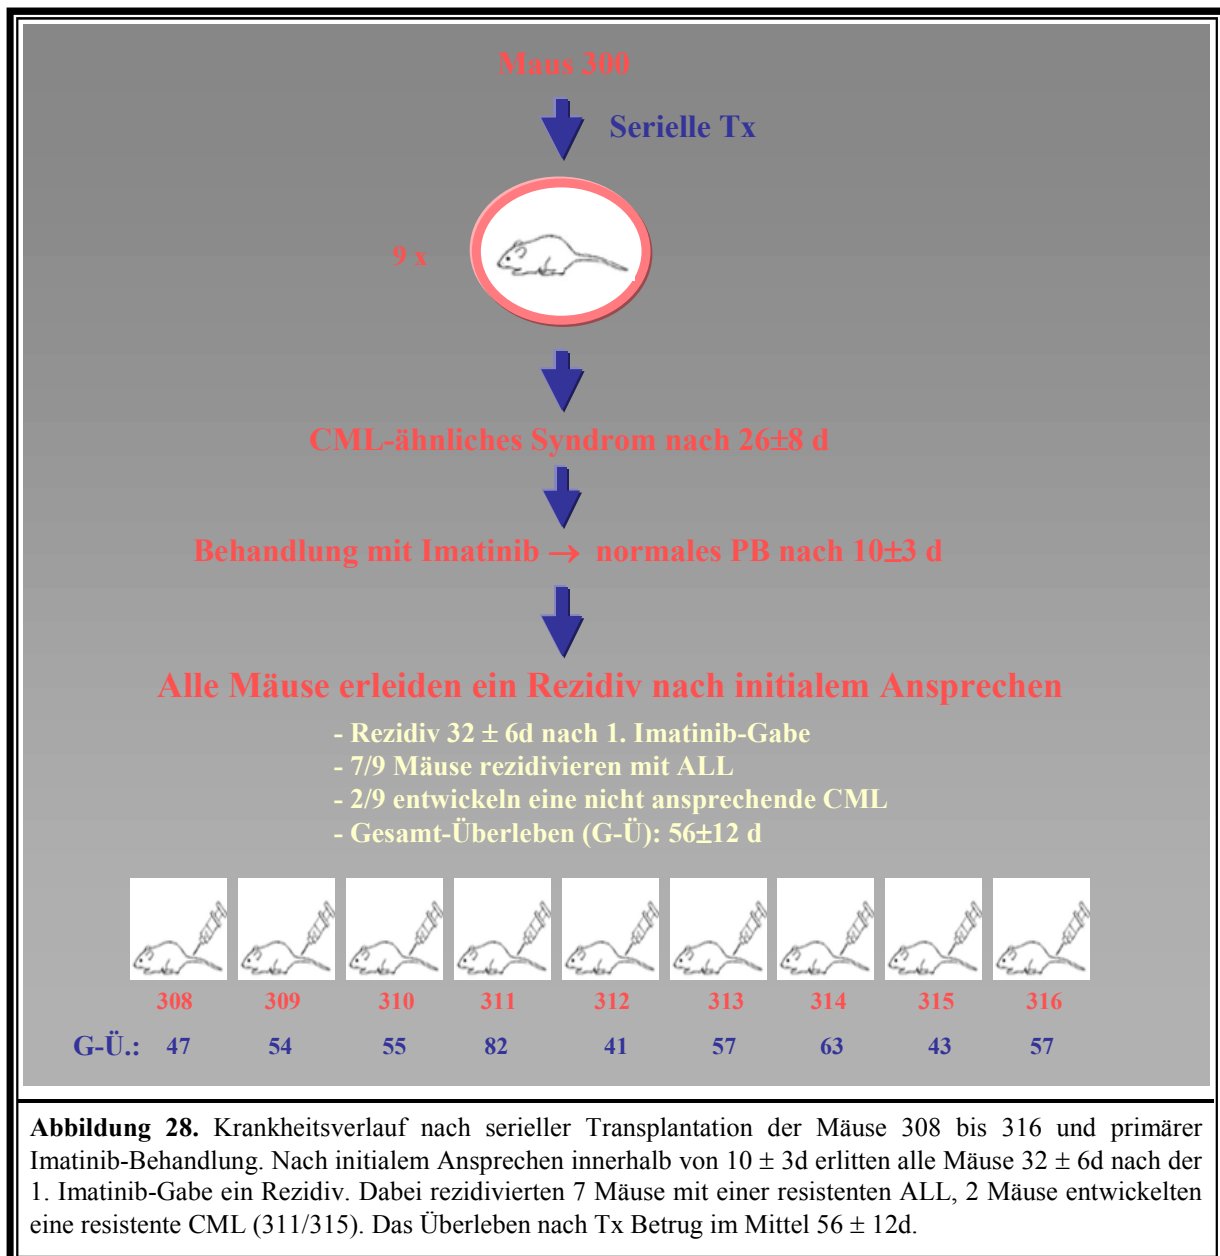 Maus 300
Serielle Tx
9 x
CML-ähnliches Syndrom nach 26±8 d
Behandlung mit Imatinib → normales PB nach 10±3 d
Alle Mäuse erleiden ein Rezidiv nach initialem Ansprechen
- Rezidiv 32 ± 6d nach 1. Imatinib-Gabe
- 7/9 Mäuse rezidivieren mit ALL
- 2/9 entwickeln eine nicht ansprechende CML
- Gesamt-Überleben (G-Ü): 56±12 d
308 309 310 311 312 313 314 315 316
G-Ü.: 47 54 55 82 41 57 63 43 57
Abbildung 28. Krankheitsverlauf nach serieller Transplantation der Mäuse 308 bis 316 und primärer
Imatinib-Behandlung. Nach initialem Ansprechen innerhalb von 10 ± 3d erlitten alle Mäuse 32 ± 6d nach der
1. Imatinib-Gabe ein Rezidiv. Dabei rezidivierten 7 Mäuse mit einer resistenten ALL, 2 Mäuse entwickelten
eine resistente CML (311/315). Das Überleben nach Tx Betrug im Mittel 56 ± 12d.